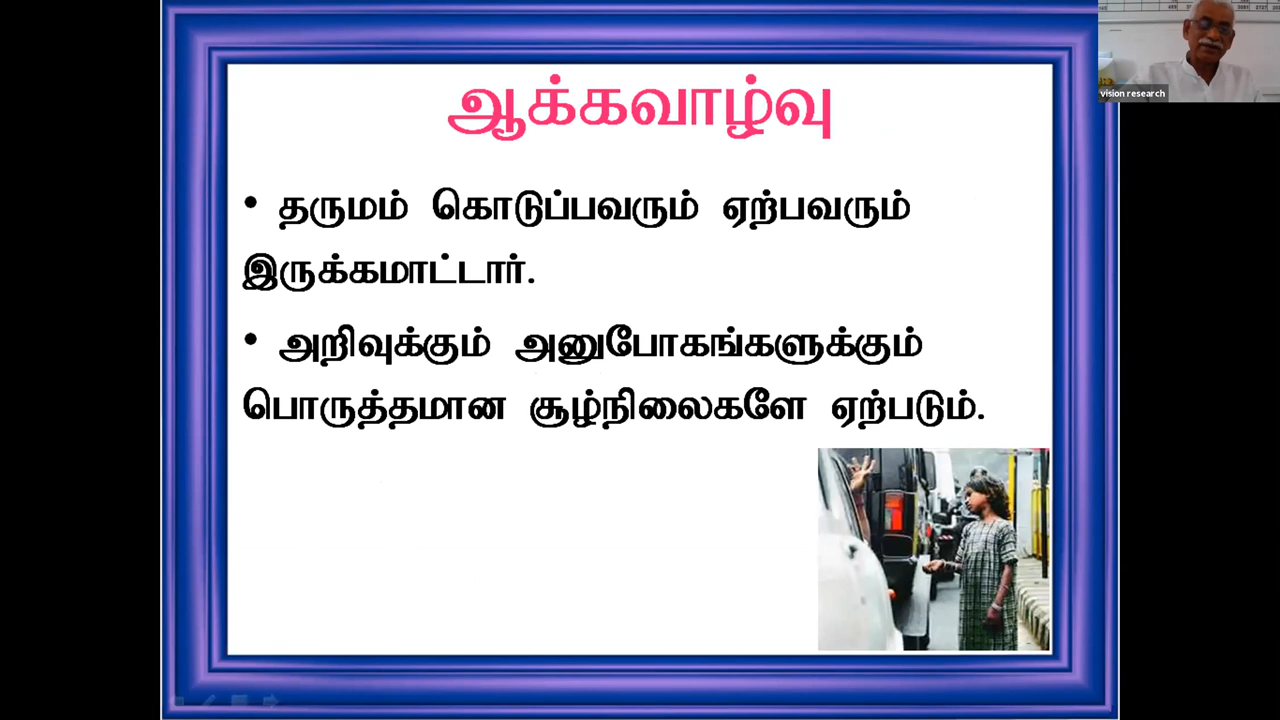 ஆக்கவாழ்வு
• தருமம் கொடுப்பவரும் ஏற்பவரும்
இருக்கமாட்டார்.
• அறிவுக்கும் அனுபோகங்களுக்கும்
பொருத்தமான சூழ்நிலைகளே ஏற்படும்.
vision research